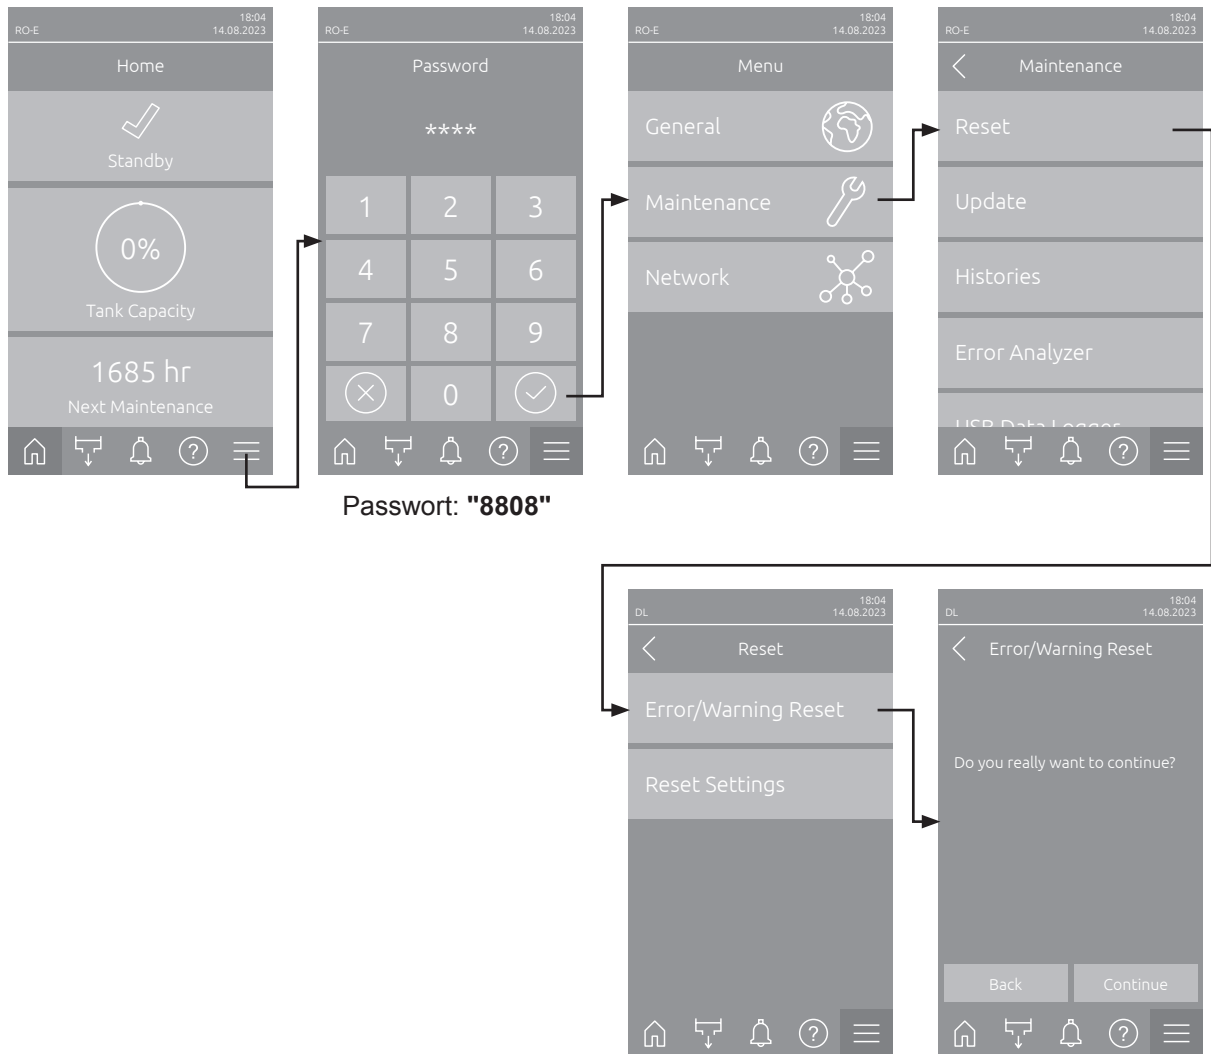 18:04
RO-E 14.08.2023
Home
Standby
0%
Tank Capacity
1685 hr
Next Maintenance
?
18:04
RO-E 14.08.2023
Password
****
1 2 3
4 5 6
7 8 9
0
?
Passwort: "8808"
18:04
RO-E 14.08.2023
Menu
General
Maintenance
Network
?
18:04
RO-E 14.08.2023
Maintenance
Reset
Update
Histories
Error Analyzer
USB Data Logger
?
18:04
DL 14.08.2023
Reset
Error/Warning Reset
Reset Settings
?
18:04
DL 14.08.2023
Error/Warning Reset
Do you really want to continue?
Back Continue
?